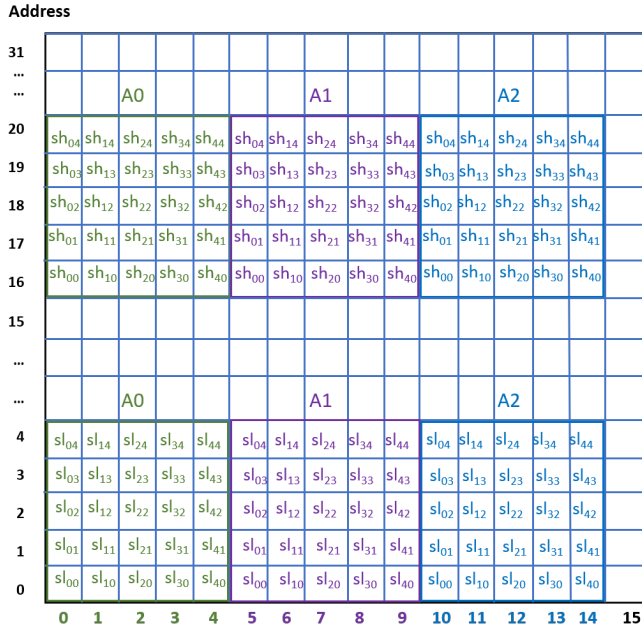 Address
31
...
... A0 A1 A2
20 sh04 sh14 sh24 sh34 sh44 sh04 sh14 sh24 sh34 sh44 sh04 sh14 sh24 sh34 sh44
19 sh03 sh13 sh23 sh33 sh43 sh03 sh13 sh23 sh33 sh43 sh03 sh13 sh23 sh33 sh43
18 sh02 sh12 sh22 sh32 sh42 sh02 sh12 sh22 sh32 sh42 sh02 sh12 sh22 sh32 sh42
17 sh01 sh11 sh21 sh31 sh41 sh01 sh11 sh21 sh31 sh41 sh01 sh11 sh21 sh31 sh41
16 sh00 sh10 sh20 sh30 sh40 sh00 sh10 sh20 sh30 sh40 sh00 sh10 sh20 sh30 sh40
15
...
... A0 A1 A2
4 sl04 sl14 sl24 sl34 sl44 sl04 sl14 sl24 sl34 sl44 sl04 sl14 sl24 sl34 sl44
3 sl03 sl13 sl23 sl33 sl43 sl03 sl13 sl23 sl33 sl43 sl03 sl13 sl23 sl33 sl43
2 sl02 sl12 sl22 sl32 sl42 sl02 sl12 sl22 sl32 sl42 sl02 sl12 sl22 sl32 sl42
1 sl01 sl11 sl21 sl31 sl41 sl01 sl11 sl21 sl31 sl41 sl01 sl11 sl21 sl31 sl41
0 sl00 sl10 sl20 sl30 sl40 sl00 sl10 sl20 sl30 sl40 sl00 sl10 sl20 sl30 sl40
0 1 2 3 4 5 6 7 8 9 10 11 12 13 14 15